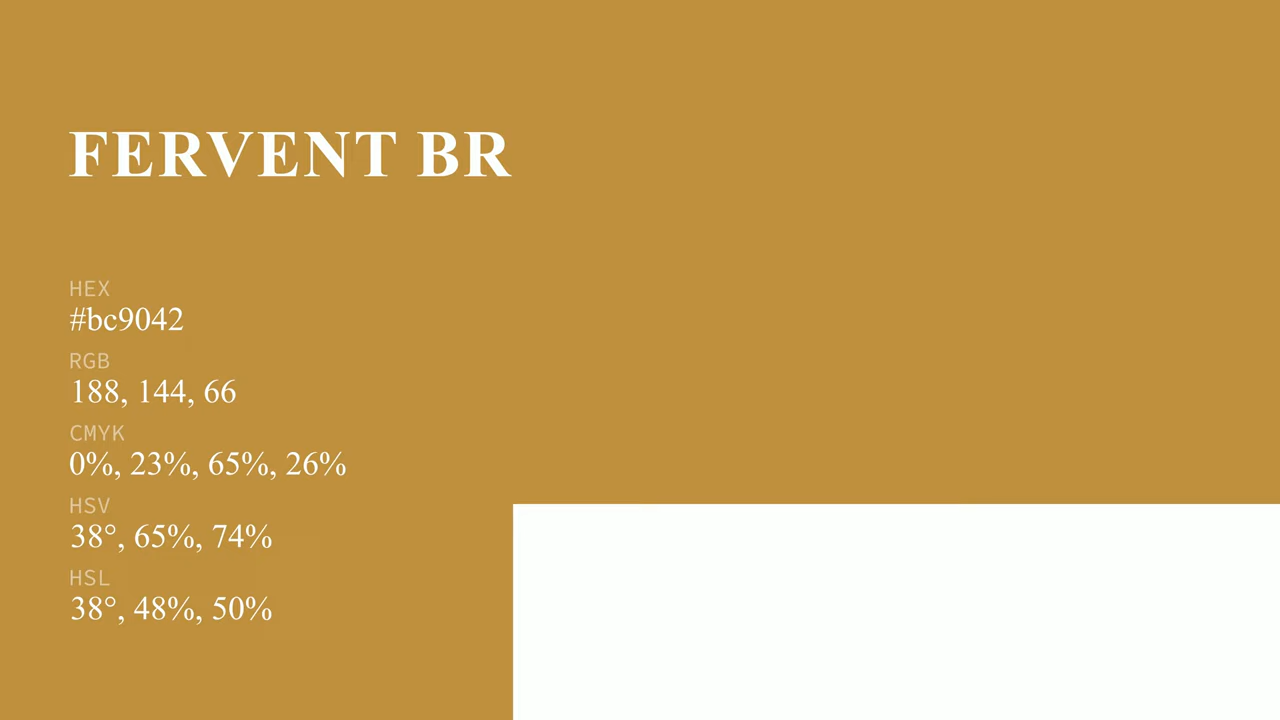 FERVENT BR
HEX
#bc9042
RGB
188, 144, 66
CMYK
0%, 23%, 65%, 26%
HSV
38°, 65%, 74%
HSL
38°, 48%, 50%